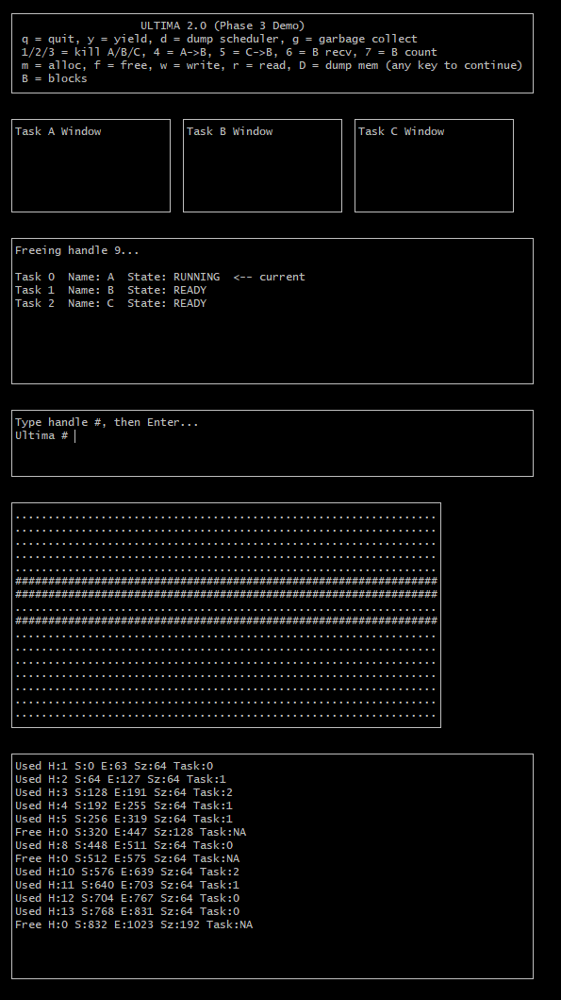 ULTIMA 2.0 (Phase 3 Demo)
q = quit, y = yield, d = dump scheduler, g = garbage collect
1/2/3 = kill A/B/C, 4 = A->B, 5 = C->B, 6 = B recv, 7 = B count
m = alloc, f = free, w = write, r = read, D = dump mem (any key to continue)
B = blocks
Task A Window
Task B Window
Task C Window
Freeing handle 9...
Task 0  Name: A  State: RUNNING  <-- current
Task 1  Name: B  State: READY
Task 2  Name: C  State: READY
Type handle #, then Enter...
Ultima #
................................................................
................................................................
................................................................
................................................................
................................................................
################################################################
################################################################
................................................................
################################################################
................................................................
................................................................
................................................................
................................................................
................................................................
................................................................
................................................................
Used H:1 S:0 E:63 Sz:64 Task:0
Used H:2 S:64 E:127 Sz:64 Task:1
Used H:3 S:128 E:191 Sz:64 Task:2
Used H:4 S:192 E:255 Sz:64 Task:1
Used H:5 S:256 E:319 Sz:64 Task:1
Free H:0 S:320 E:447 Sz:128 Task:NA
Used H:8 S:448 E:511 Sz:64 Task:0
Free H:0 S:512 E:575 Sz:64 Task:NA
Used H:10 S:576 E:639 Sz:64 Task:2
Used H:11 S:640 E:703 Sz:64 Task:1
Used H:12 S:704 E:767 Sz:64 Task:0
Used H:13 S:768 E:831 Sz:64 Task:0
Free H:0 S:832 E:1023 Sz:192 Task:NA